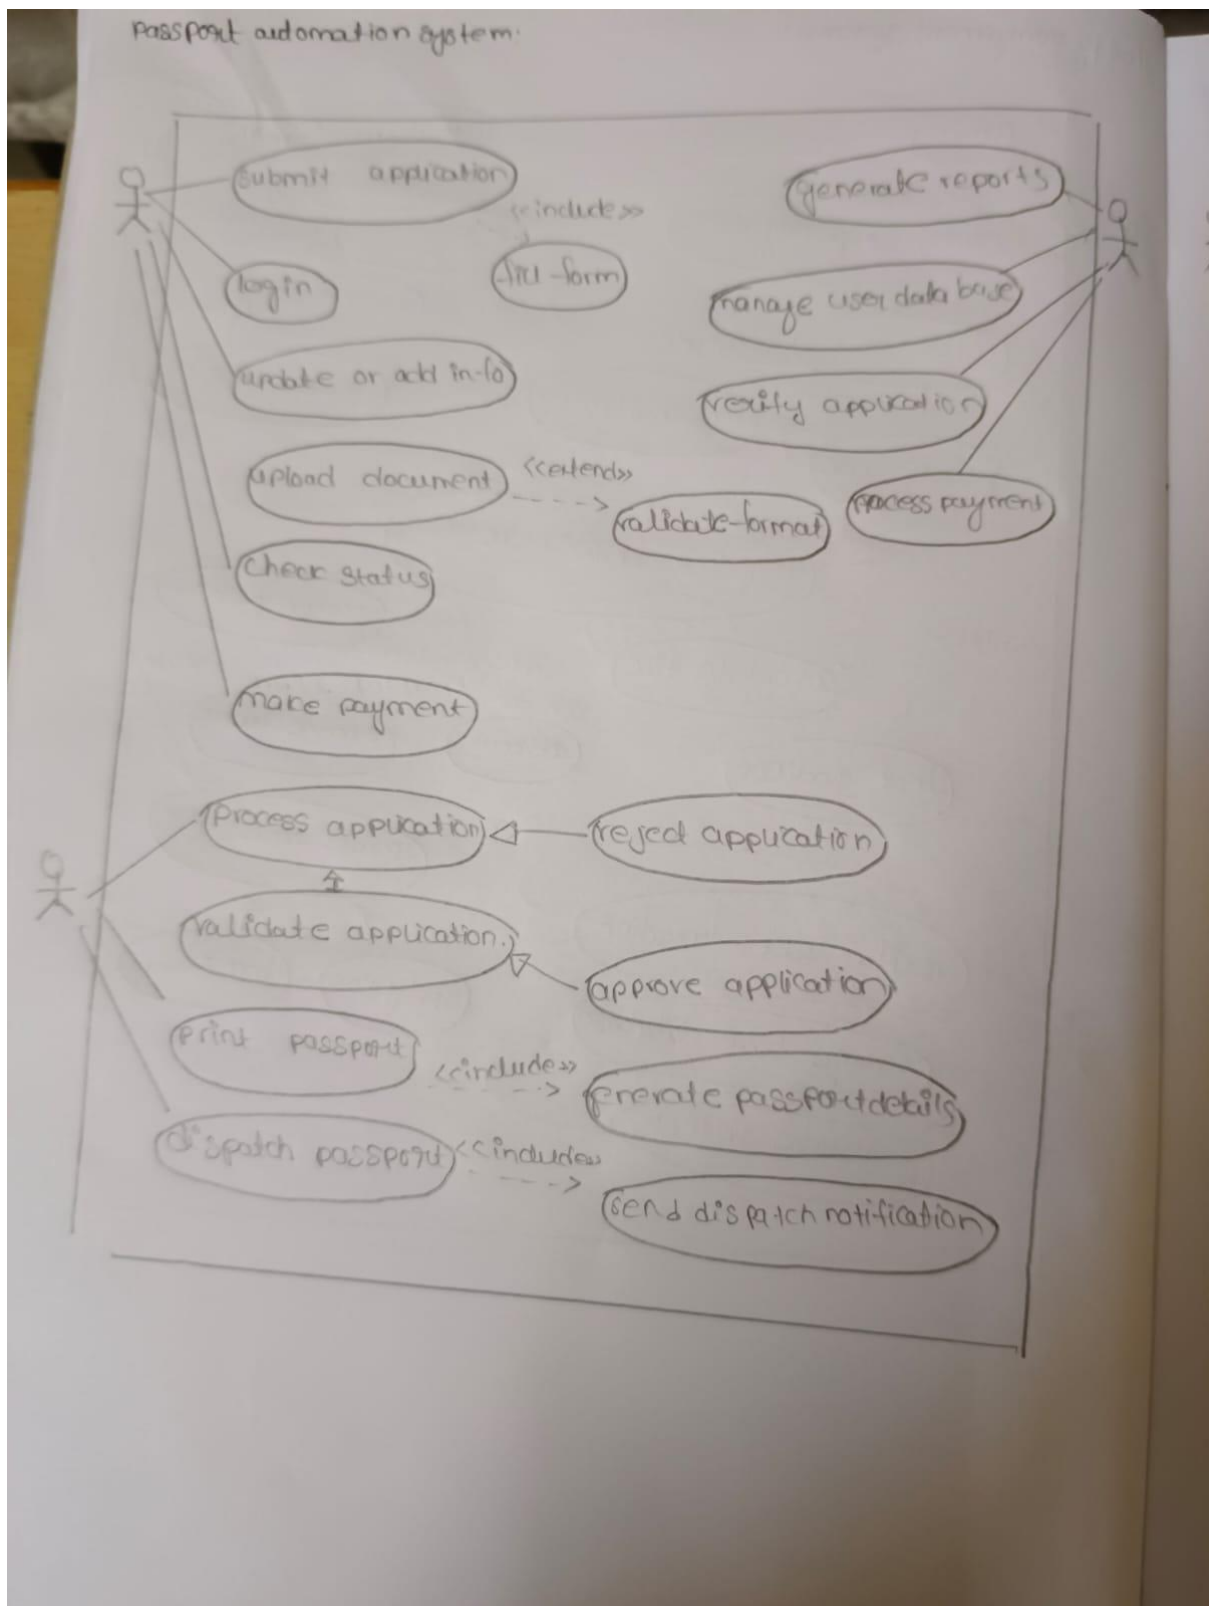 Passport automation system.
submit application
generate reports
<<include>>
login
fill form
manage user data base
update or add info
verify application
upload document
<<extend>>
validate format
process payment
check status
make payment
process application
reject application
validate application.
approve application
print passport
<<include>>
generate passport details
dispatch passport
<<include>>
send dispatch notification